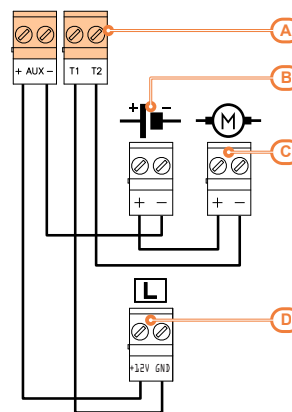 A
+ AUX - T1 T2
B
+ -
M
C
+ - + -
L
D
+12V GND